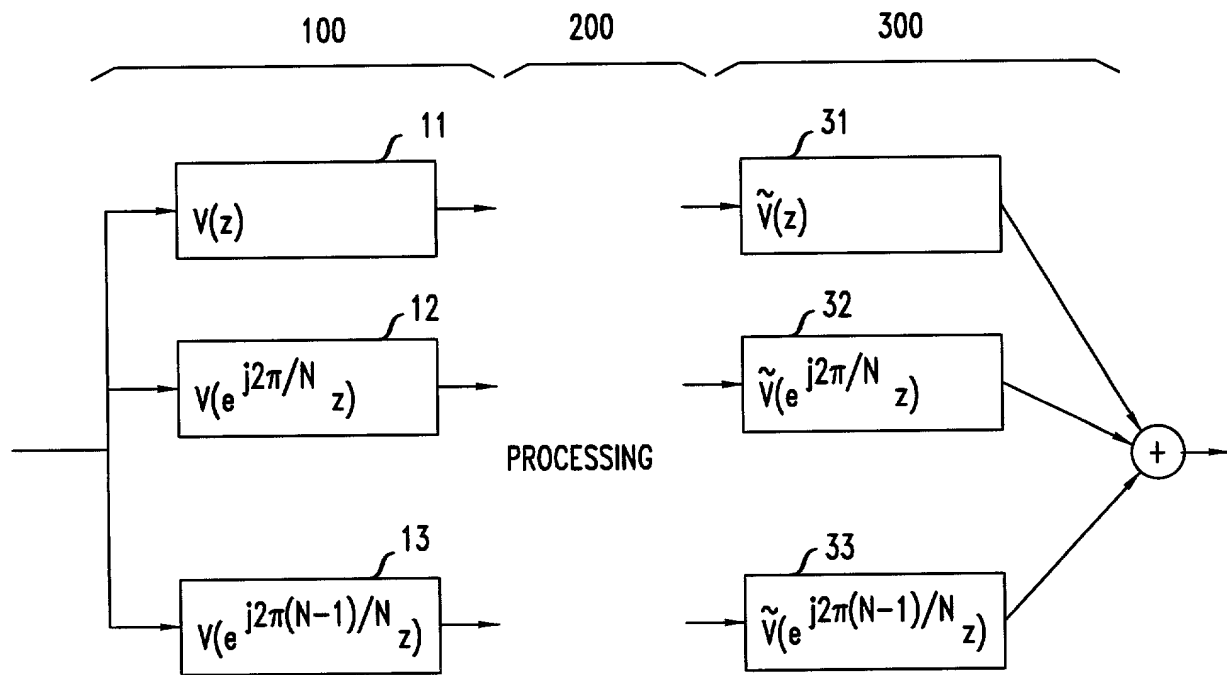 100 200 300
11 31
V(z) Ṽ(z)
12 32
V(e^{j2π/N} z) Ṽ(e^{j2π/N} z)
PROCESSING +
13 33
V(e^{j2π(N-1)/N} z) Ṽ(e^{j2π(N-1)/N} z)